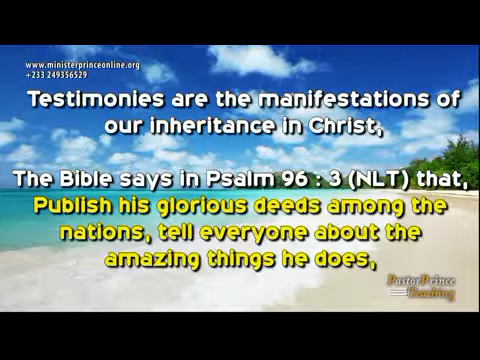 www.ministerprinceonline.org
+233 249356529
Testimonies are the manifestations of
our inheritance in Christ,
The Bible says in Psalm 96 : 3 (NLT) that,
Publish his glorious deeds among the
nations, tell everyone about the
amazing things he does,
PastorPrince
Teaching